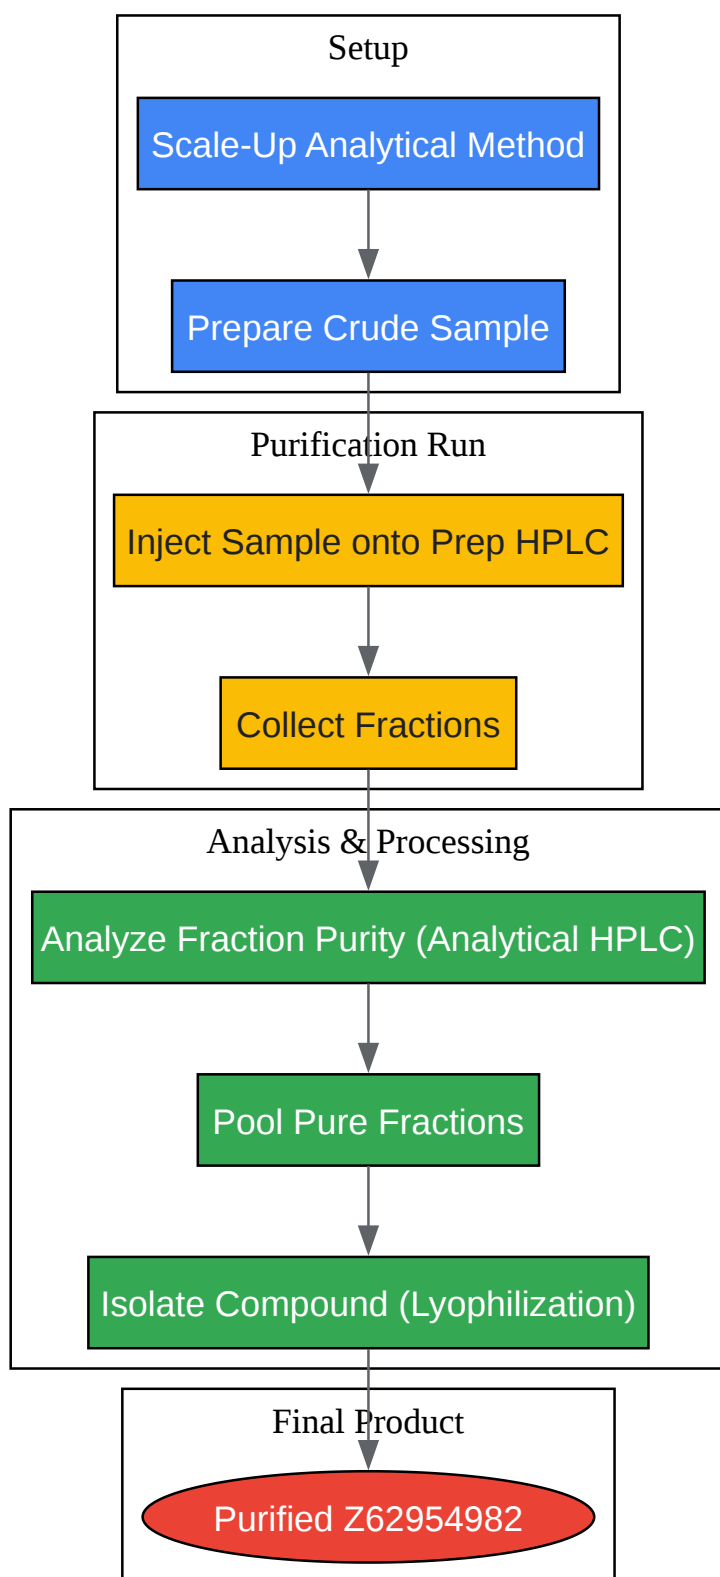 Setup
Scale-Up Analytical Method
Prepare Crude Sample
Purification Run
Inject Sample onto Prep HPLC
Collect Fractions
Analysis & Processing
Analyze Fraction Purity (Analytical HPLC)
Pool Pure Fractions
Isolate Compound (Lyophilization)
Final Product
Purified Z62954982